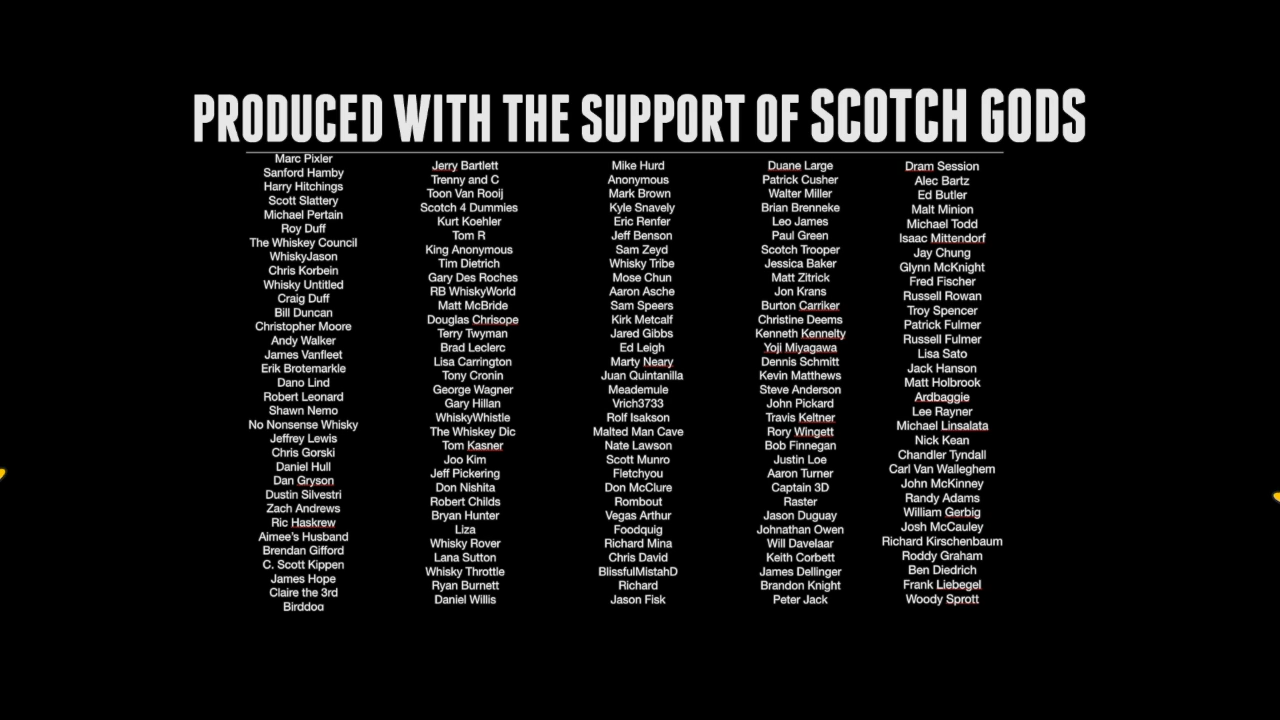 PRODUCED WITH THE SUPPORT OF SCOTCH GODS
Marc Pixler
Sanford Hamby
Harry Hitchings
Scott Slattery
Michael Pertain
Roy Duff
The Whiskey Council
WhiskyJason
Chris Korbein
Whisky Untitled
Craig Duff
Bill Duncan
Christopher Moore
Andy Walker
James Vanfleet
Erik Brotemarkle
Dano Lind
Robert Leonard
Shawn Nemo
No Nonsense Whisky
Jeffrey Lewis
Chris Gorski
Daniel Hull
Dan Gryson
Dustin Silvestri
Zach Andrews
Ric Haskrew
Aimee's Husband
Brendan Gifford
C. Scott Kippen
James Hope
Claire the 3rd
Birddog
Jerry Bartlett
Trenny and C
Toon Van Rooij
Scotch 4 Dummies
Kurt Koehler
Tom R
King Anonymous
Tim Dietrich
Gary Des Roches
RB WhiskyWorld
Matt McBride
Douglas Chrisope
Terry Twyman
Brad Leclerc
Lisa Carrington
Tony Cronin
George Wagner
Gary Hillan
WhiskyWhistle
The Whiskey Dic
Tom Kasner
Joo Kim
Jeff Pickering
Don Nishita
Robert Childs
Bryan Hunter
Liza
Whisky Rover
Lana Sutton
Whisky Throttle
Ryan Burnett
Daniel Willis
Mike Hurd
Anonymous
Mark Brown
Kyle Snavely
Eric Renfer
Jeff Benson
Sam Zeyd
Whisky Tribe
Mose Chun
Aaron Asche
Sam Speers
Kirk Metcalf
Jared Gibbs
Ed Leigh
Marty Neary
Juan Quintanilla
Meademule
Vrich3733
Rolf Isakson
Malted Man Cave
Nate Lawson
Scott Munro
Fletchyou
Don McClure
Rombout
Vegas Arthur
Foodquig
Richard Mina
Chris David
BlissfulMistahD
Richard
Jason Fisk
Duane Large
Patrick Cusher
Walter Miller
Brian Brenneke
Leo James
Paul Green
Scotch Trooper
Jessica Baker
Matt Zitrick
Jon Krans
Burton Carriker
Christine Deems
Kenneth Kennelty
Yoji Miyagawa
Dennis Schmitt
Kevin Matthews
Steve Anderson
John Pickard
Travis Keltner
Rory Wingett
Bob Finnegan
Justin Loe
Aaron Turner
Captain 3D
Raster
Jason Duguay
Johnathan Owen
Will Davelaar
Keith Corbett
James Dellinger
Brandon Knight
Peter Jack
Dram Session
Alec Bartz
Ed Butler
Malt Minion
Michael Todd
Isaac Mittendorf
Jay Chung
Glynn McKnight
Fred Fischer
Russell Rowan
Troy Spencer
Patrick Fulmer
Russell Fulmer
Lisa Sato
Jack Hanson
Matt Holbrook
Ardbaggie
Lee Rayner
Michael Linsalata
Nick Kean
Chandler Tyndall
Carl Van Walleghem
John McKinney
Randy Adams
William Gerbig
Josh McCauley
Richard Kirschenbaum
Roddy Graham
Ben Diedrich
Frank Liebegel
Woody Sprott